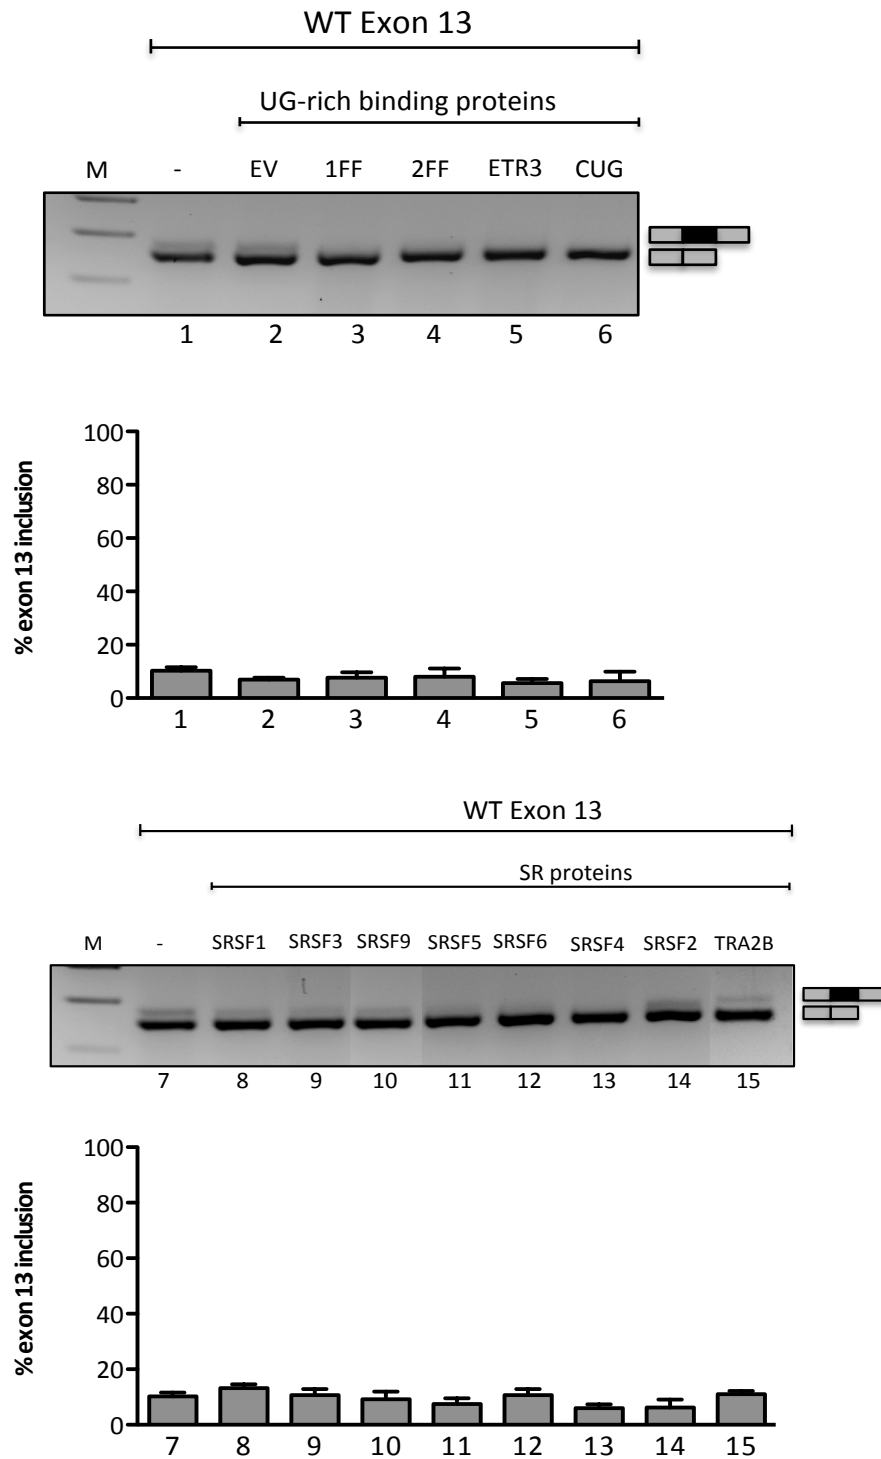 WT Exon 13
UG-rich binding proteins
M - EV 1FF 2FF ETR3 CUG
1 2 3 4 5 6
100
80
60
40
20
0
% exon 13 inclusion
1 2 3 4 5 6
WT Exon 13
SR proteins
M - SRSF1 SRSF3 SRSF9 SRSF5 SRSF6 SRSF4 SRSF2 TRA2B
7 8 9 10 11 12 13 14 15
100
80
60
40
20
0
% exon 13 inclusion
7 8 9 10 11 12 13 14 15